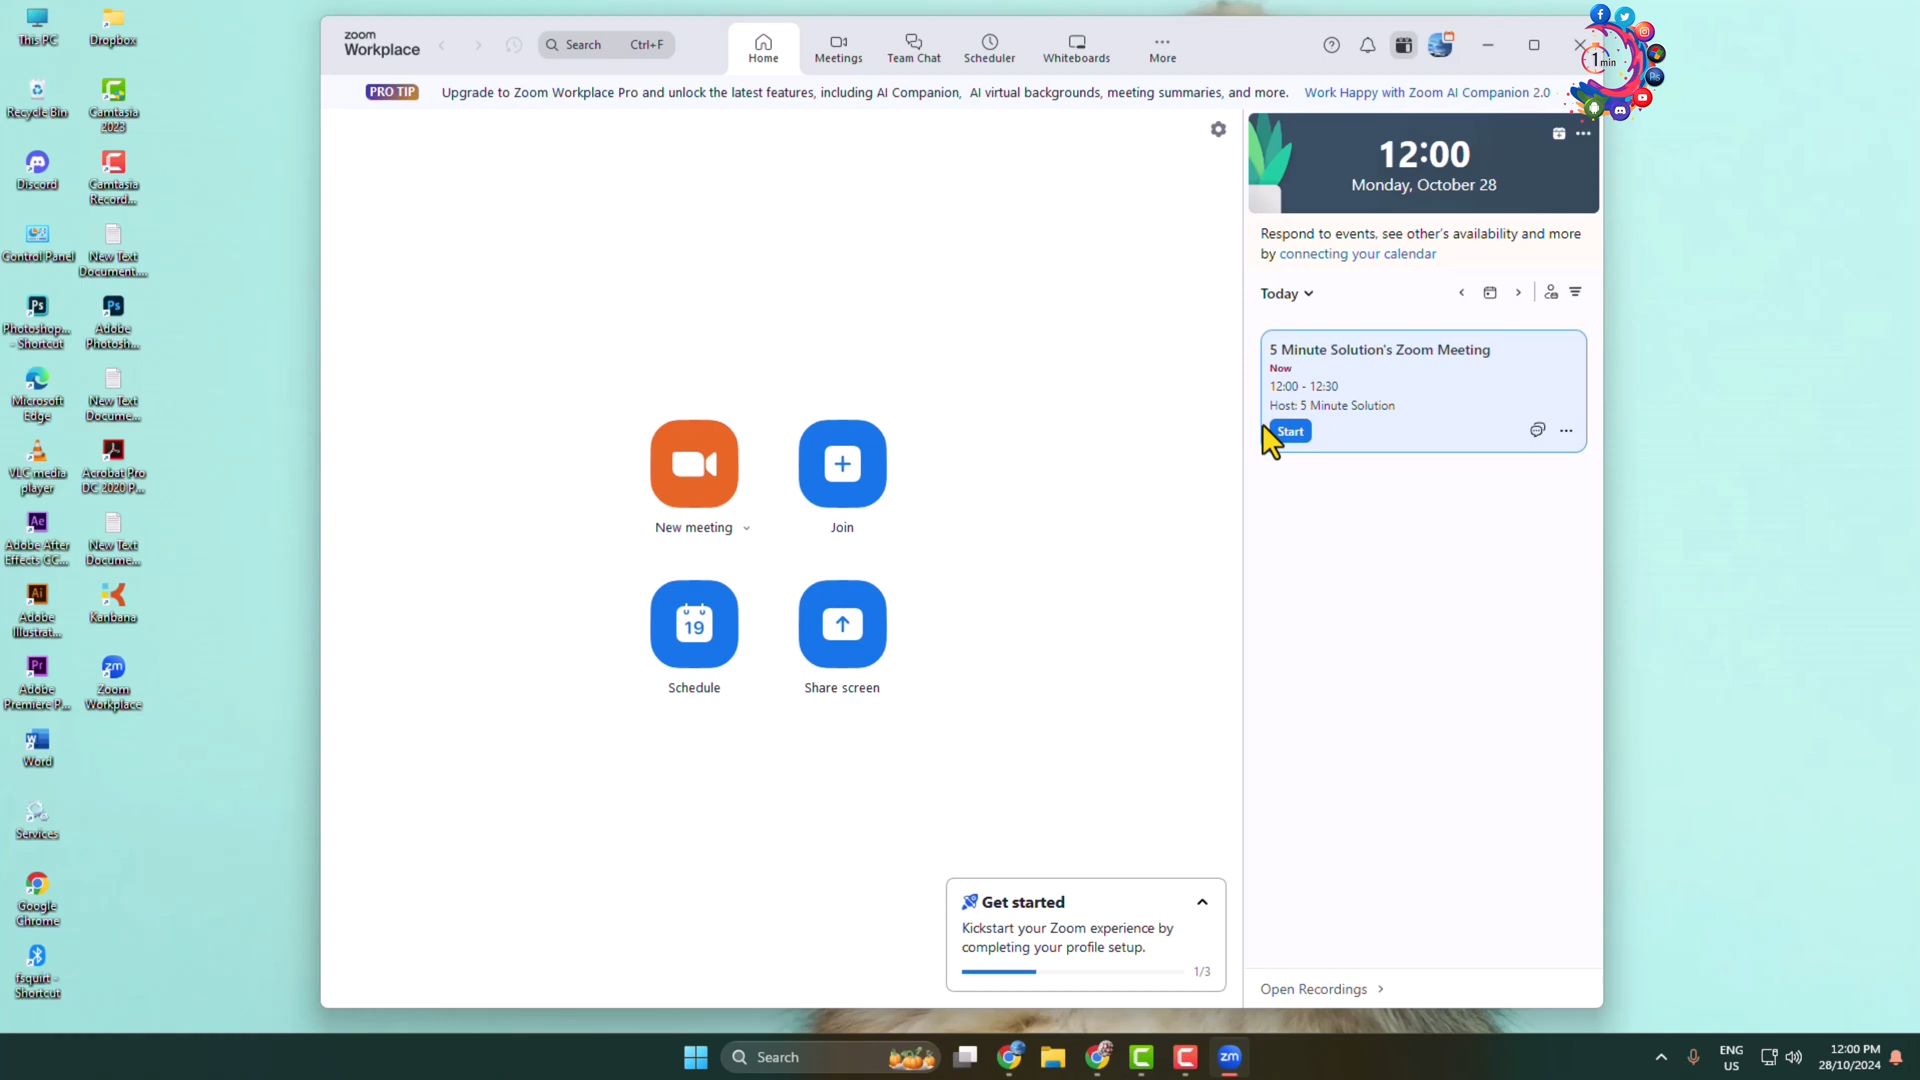 This PC
Dropbox
Recycle Bin
Camtasia
2023
Discord
Camtasia
Record...
Control Panel
New Text
Document....
Photoshop...
- Shortcut
Adobe
Photosh...
Microsoft
Edge
New Text
Docume...
VLC media
player
Acrobat Pro
DC 2020 P...
Adobe After
Effects CC...
New Text
Docume...
Adobe
Illustrat...
Kanbana
Adobe
Premiere P...
Zoom
Workplace
Word
Services
Google
Chrome
fsquirt -
Shortcut
zoom
Workplace
Search
Ctrl+F
Home
Meetings
Team Chat
Scheduler
Whiteboards
More
1min
PRO TIP
Upgrade to Zoom Workplace Pro and unlock the latest features, including AI Companion, AI virtual backgrounds, meeting summaries, and more.
Work Happy with Zoom AI Companion 2.0
12:00
Monday, October 28
Respond to events, see other's availability and more
by connecting your calendar
Today
5 Minute Solution's Zoom Meeting
Now
12:00 - 12:30
Host: 5 Minute Solution
Start
New meeting
Join
19
Schedule
Share screen
Get started
Kickstart your Zoom experience by
completing your profile setup.
1/3
Open Recordings
Search
zm
ENG
US
12:00 PM
28/10/2024